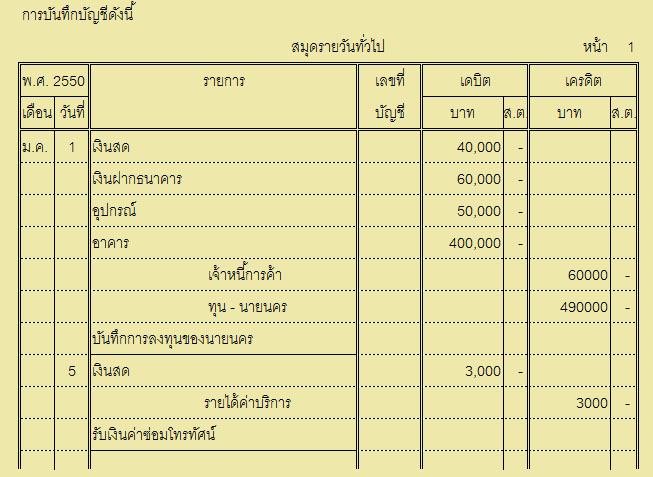 การบันทึกบัญชีดังนี้
สมุดรายวันทั่วไป หน้า 1
พ.ศ. 2550 รายการ เลขที่ เดบิต เครดิต
เดือน วันที่ บัญชี บาท ส.ต. บาท ส.ต.
ม.ค. 1 เงินสด 40,000 -
เงินฝากธนาคาร 60,000 -
อุปกรณ์ 50,000 -
อาคาร 400,000 -
เจ้าหนี้การค้า 60000 -
ทุน - นายนคร 490000 -
บันทึกการลงทุนของนายนคร
5 เงินสด 3,000 -
รายได้ค่าบริการ 3000 -
รับเงินค่าซ่อมโทรทัศน์